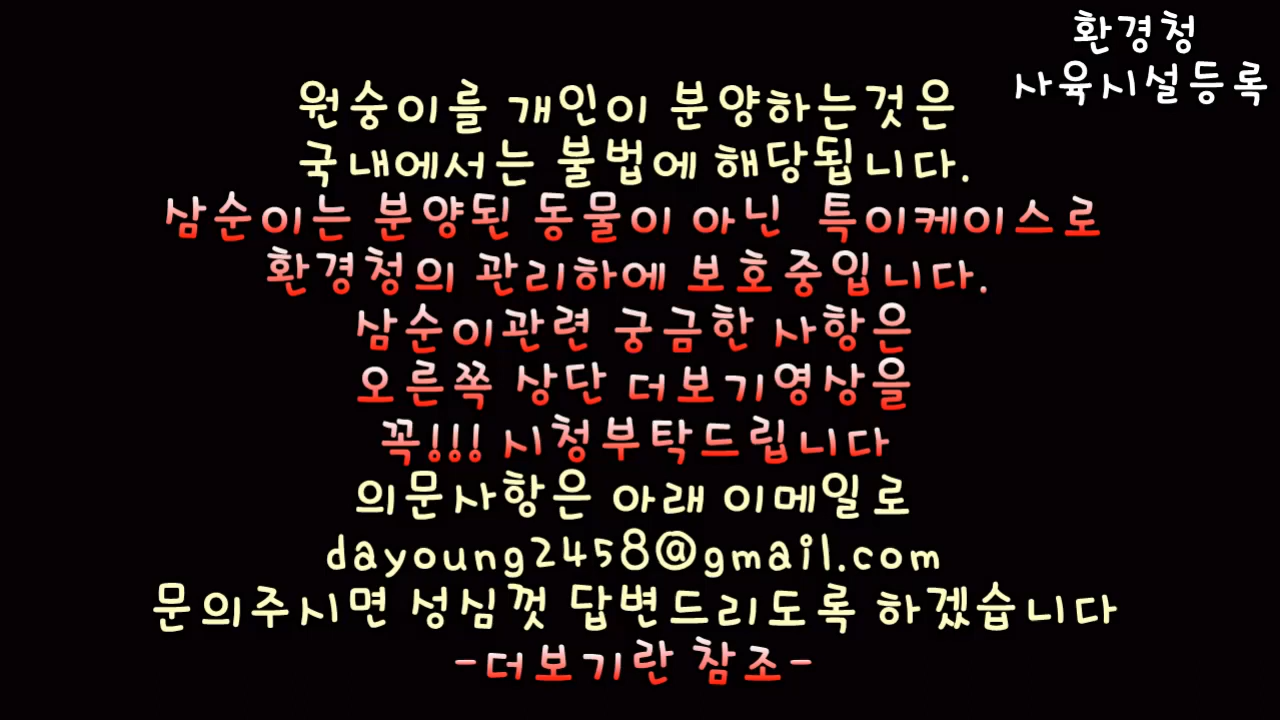 환경청
사육시설등록
원숭이를 개인이 분양하는것은
국내에서는 불법에 해당됩니다.
삼순이는 분양된 동물이 아닌 특이케이스로
환경청의 관리하에 보호중입니다.
삼순이관련 궁금한 사항은
오른쪽 상단 더보기영상을
꼭!!! 시청부탁드립니다
의문사항은 아래 이메일로
dayoung2458@gmail.com
문의주시면 성심껏 답변드리도록 하겠습니다
-더보기란 참조-